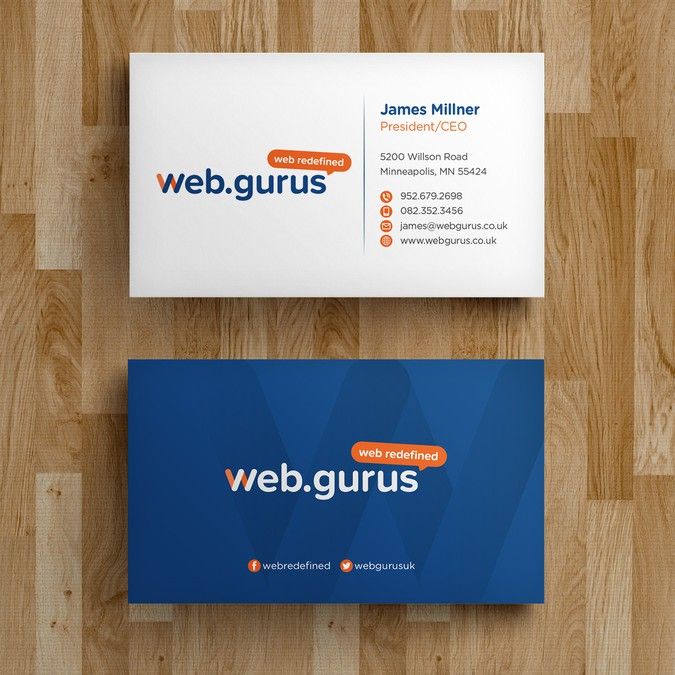 web redefined
web.gurus
James Millner
President/CEO
5200 Willson Road
Minneapolis, MN 55424
952.679.2698
082.352.3456
james@webgurus.co.uk
www.webgurus.co.uk
web redefined
web.gurus
webredefined
webgurusuk